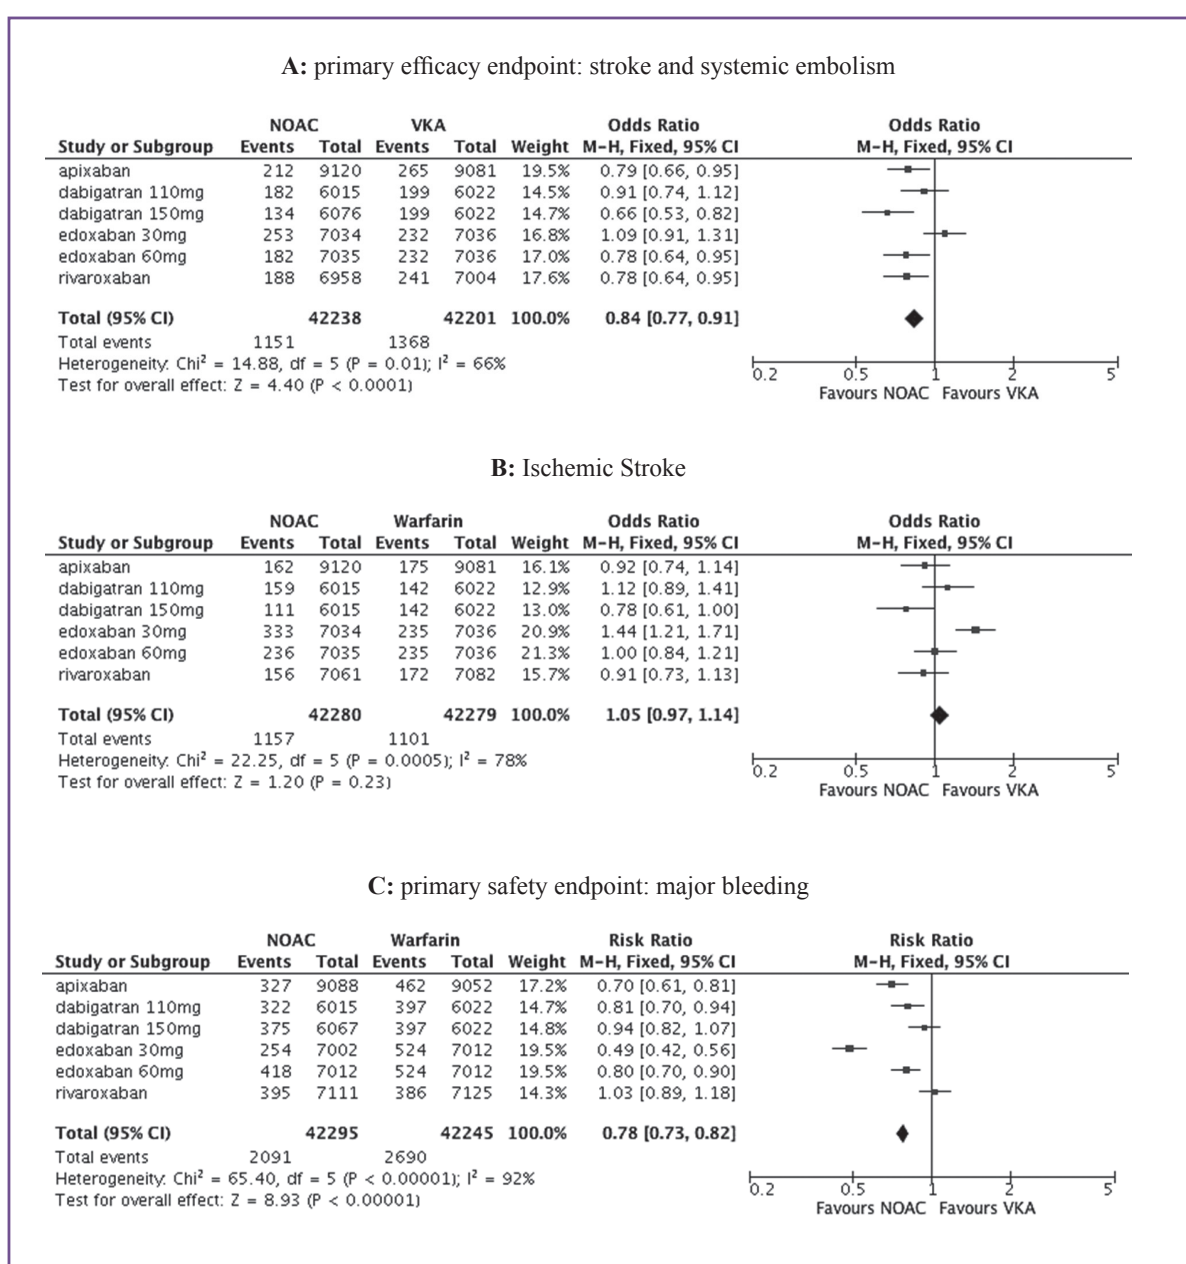 A: primary efficacy endpoint: stroke and systemic embolism
NOAC VKA Odds Ratio Odds Ratio
Study or Subgroup Events Total Events Total Weight M-H, Fixed, 95% CI M-H, Fixed, 95% CI
apixaban 212 9120 265 9081 19.5% 0.79 [0.66, 0.95]
dabigatran 110mg 182 6015 199 6022 14.5% 0.91 [0.74, 1.12]
dabigatran 150mg 134 6076 199 6022 14.7% 0.66 [0.53, 0.82]
edoxaban 30mg 253 7034 232 7036 16.8% 1.09 [0.91, 1.31]
edoxaban 60mg 182 7035 232 7036 17.0% 0.78 [0.64, 0.95]
rivaroxaban 188 6958 241 7004 17.6% 0.78 [0.64, 0.95]
Total (95% CI) 42238 42201 100.0% 0.84 [0.77, 0.91]
Total events 1151 1368
Heterogeneity: Chi² = 14.88, df = 5 (P = 0.01); I² = 66%
Test for overall effect: Z = 4.40 (P < 0.0001)
0.2 0.5 1 2 5
Favours NOAC Favours VKA
B: Ischemic Stroke
NOAC Warfarin Odds Ratio Odds Ratio
Study or Subgroup Events Total Events Total Weight M-H, Fixed, 95% CI M-H, Fixed, 95% CI
apixaban 162 9120 175 9081 16.1% 0.92 [0.74, 1.14]
dabigatran 110mg 159 6015 142 6022 12.9% 1.12 [0.89, 1.41]
dabigatran 150mg 111 6015 142 6022 13.0% 0.78 [0.61, 1.00]
edoxaban 30mg 333 7034 235 7036 20.9% 1.44 [1.21, 1.71]
edoxaban 60mg 236 7035 235 7036 21.3% 1.00 [0.84, 1.21]
rivaroxaban 156 7061 172 7082 15.7% 0.91 [0.73, 1.13]
Total (95% CI) 42280 42279 100.0% 1.05 [0.97, 1.14]
Total events 1157 1101
Heterogeneity: Chi² = 22.25, df = 5 (P = 0.0005); I² = 78%
Test for overall effect: Z = 1.20 (P = 0.23)
0.2 0.5 1 2 5
Favours NOAC Favours VKA
C: primary safety endpoint: major bleeding
NOAC Warfarin Risk Ratio Risk Ratio
Study or Subgroup Events Total Events Total Weight M-H, Fixed, 95% CI M-H, Fixed, 95% CI
apixaban 327 9088 462 9052 17.2% 0.70 [0.61, 0.81]
dabigatran 110mg 322 6015 397 6022 14.7% 0.81 [0.70, 0.94]
dabigatran 150mg 375 6067 397 6022 14.8% 0.94 [0.82, 1.07]
edoxaban 30mg 254 7002 524 7012 19.5% 0.49 [0.42, 0.56]
edoxaban 60mg 418 7012 524 7012 19.5% 0.80 [0.70, 0.90]
rivaroxaban 395 7111 386 7125 14.3% 1.03 [0.89, 1.18]
Total (95% CI) 42295 42245 100.0% 0.78 [0.73, 0.82]
Total events 2091 2690
Heterogeneity: Chi² = 65.40, df = 5 (P < 0.00001); I² = 92%
Test for overall effect: Z = 8.93 (P < 0.00001)
0.2 0.5 1 2 5
Favours NOAC Favours VKA